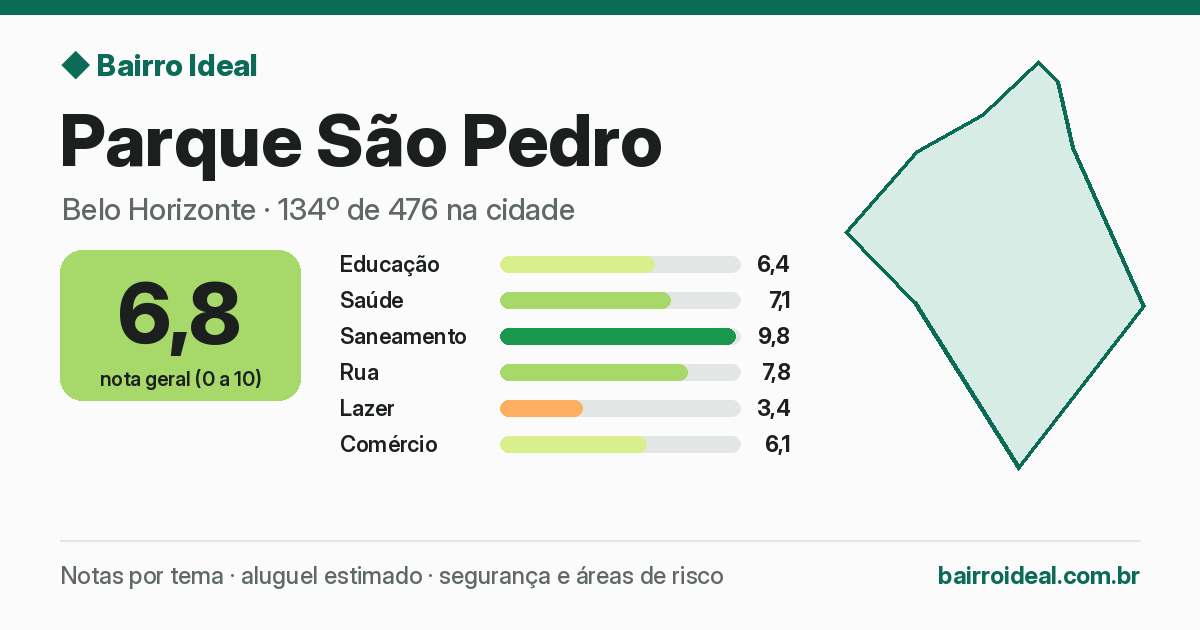 Bairro Ideal
Parque São Pedro
Belo Horizonte · 134º de 476 na cidade
6,8
nota geral (0 a 10)
Educação 6,4
Saúde 7,1
Saneamento 9,8
Rua 7,8
Lazer 3,4
Comércio 6,1
Notas por tema · aluguel estimado · segurança e áreas de risco
bairroideal.com.br